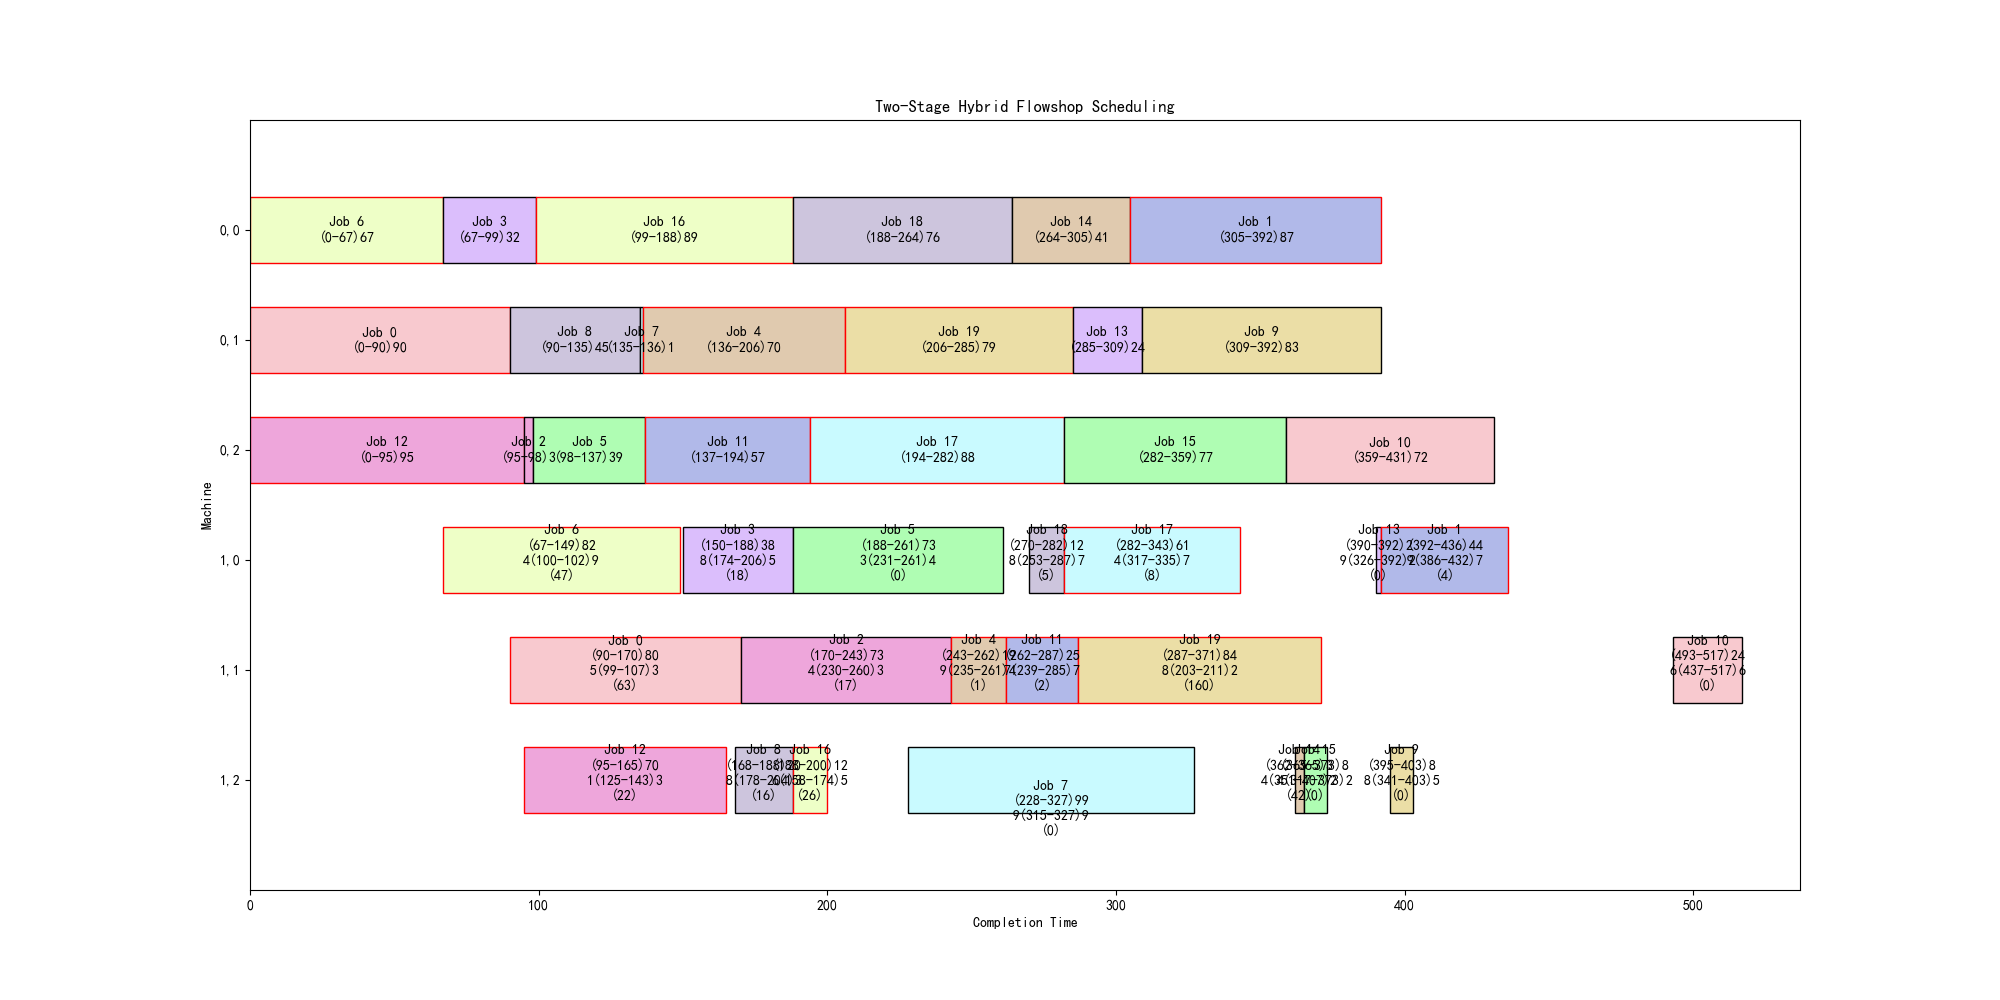 Two-Stage Hybrid Flowshop Scheduling
0,0
Job 6
(0-67)67
Job 3
(67-99)32
Job 16
(99-188)89
Job 18
(188-264)76
Job 14
(264-305)41
Job 1
(305-392)87
0,1
Job 0
(0-90)90
Job 8
(90-135)45
Job 7
(135-136)1
Job 4
(136-206)70
Job 19
(206-285)79
Job 13
(285-309)24
Job 9
(309-392)83
0,2
Job 12
(0-95)95
Job 2
(95-98)3
Job 5
(98-137)39
Job 11
(137-194)57
Job 17
(194-282)88
Job 15
(282-359)77
Job 10
(359-431)72
Machine
1,0
Job 6
(67-149)82
4(100-102)9
(47)
Job 3
(150-188)38
8(174-206)5
(18)
Job 5
(188-261)73
3(231-261)4
(0)
Job 18
(270-282)12
8(253-287)7
(5)
Job 17
(282-343)61
4(317-335)7
(8)
Job 13
(390-392)
9(326-392)
(0)
Job 1
(392-436)44
(386-432)7
(4)
1,1
Job 0
(90-170)80
5(99-107)3
(63)
Job 2
(170-243)73
4(230-260)3
(17)
Job 4
(243-262)19
9(235-261)
(1)
Job 11
(262-287)25
(239-285)7
(2)
Job 19
(287-371)84
8(203-211)2
(160)
Job 10
(493-517)24
6(437-517)6
(0)
1,2
Job 12
(95-165)70
1(125-143)3
(22)
Job 8
(168-188)20
8(178-204)
(16)
Job 16
(188-200)12
(158-174)5
(26)
Job 7
(228-327)99
9(315-327)9
(0)
Job 14
(42)
Job 15
(365-373)8
(0)
Job 9
(395-403)8
8(341-403)5
(0)
0
100
200
300
400
500
Completion Time